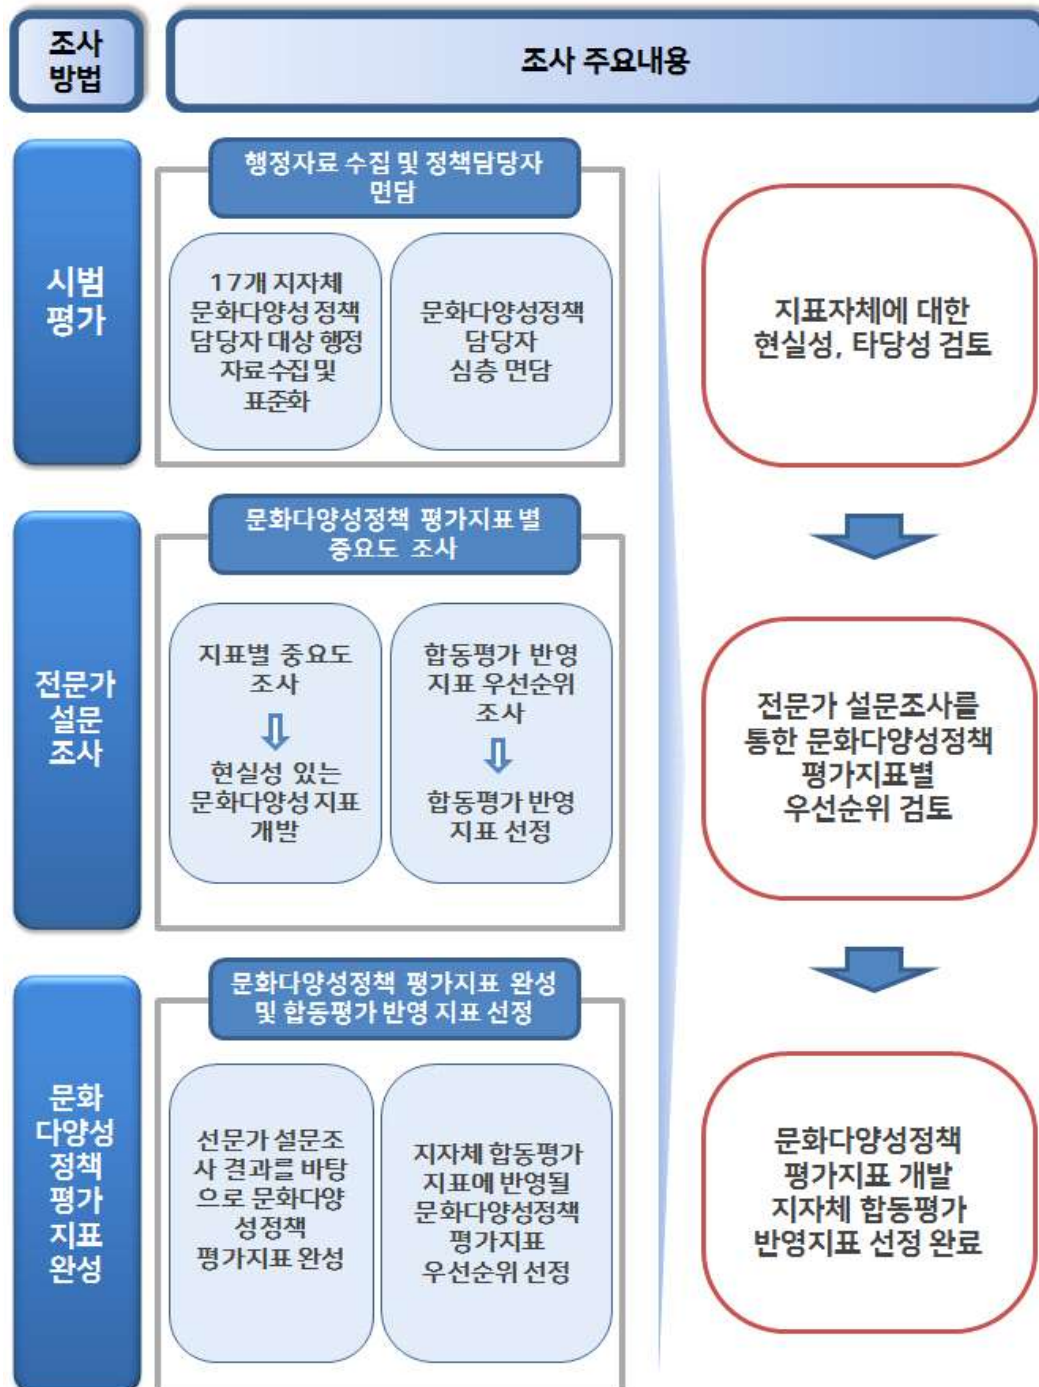 조사
방법
조사 주요내용
시범
평가
행정자료 수집 및 정책담당자
면담
17개 지자체
문화다양성 정책
담당자 대상 행정
자료수집 및
표준화
문화다양성정책
담당자
심층 면담
지표자체에 대한
현실성, 타당성 검토
전문가
설문
조사
문화다양성정책 평가지표별
중요도 조사
지표별 중요도
조사
현실성 있는
문화다양성 지표
개발
합동평가 반영
지표 우선순위
조사
합동평가 반영
지표 선정
전문가 설문조사를
통한 문화다양성정책
평가지표별
우선순위 검토
문화
다양성
정책
평가
지표
완성
문화다양성정책 평가지표 완성
및 합동평가 반영 지표 선정
선문가 설문조
사 결과를 바탕
으로 문화다양
성정책
평가지표 완성
지자체 합동평가
지표에 반영될
문화다양성정책
평가지표
우선순위 선정
문화다양성정책
평가지표 개발
지자체 합동평가
반영지표 선정 완료